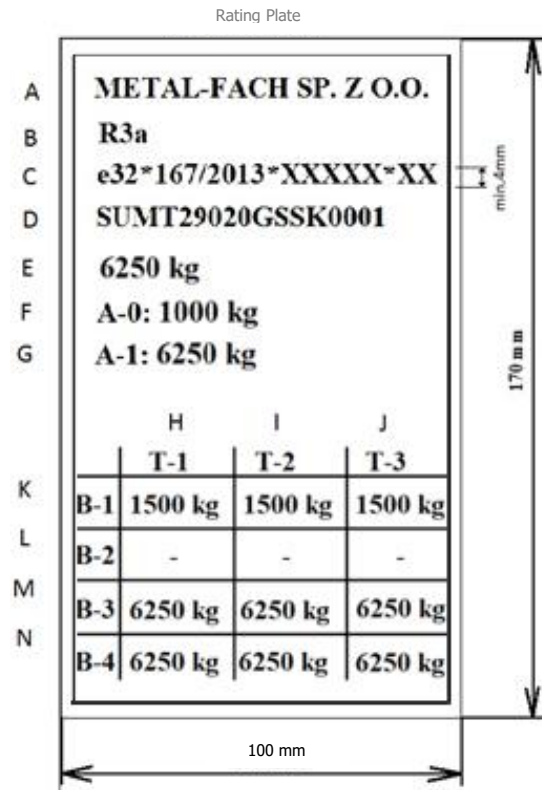 Rating Plate
A METAL-FACH SP. Z O.O.
B R3a
C e32*167/2013*XXXXX*XX min.4mm
D SUMT29020GSSK0001
E 6250 kg
F A-0: 1000 kg
G A-1: 6250 kg
170 mm
H I J
T-1 T-2 T-3
K B-1 1500 kg 1500 kg 1500 kg
L B-2 - - -
M B-3 6250 kg 6250 kg 6250 kg
N B-4 6250 kg 6250 kg 6250 kg
100 mm